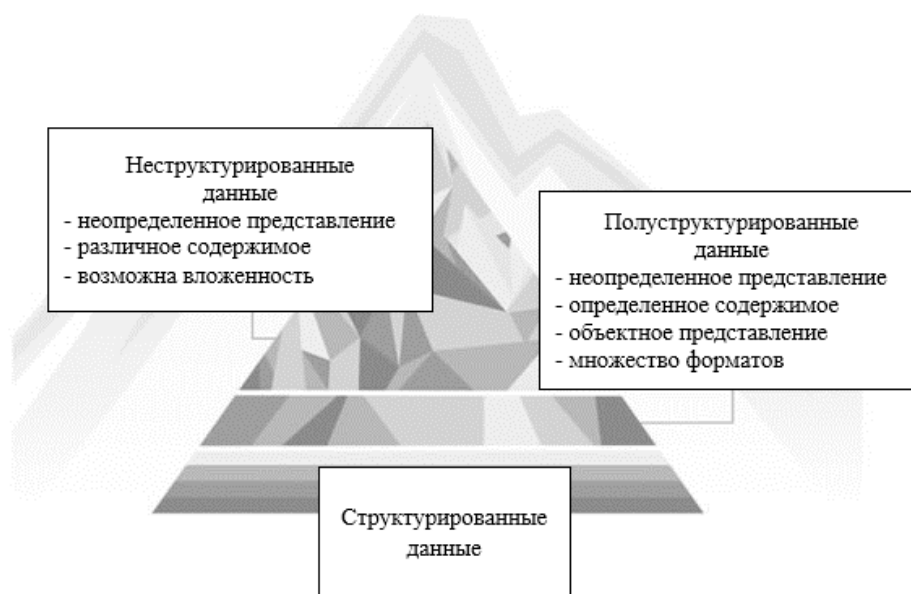 Неструктурированные
данные
- неопределенное представление
- различное содержимое
- возможна вложенность
Полуструктурированные
данные
- неопределенное представление
- определенное содержимое
- объектное представление
- множество форматов
Структурированные
данные